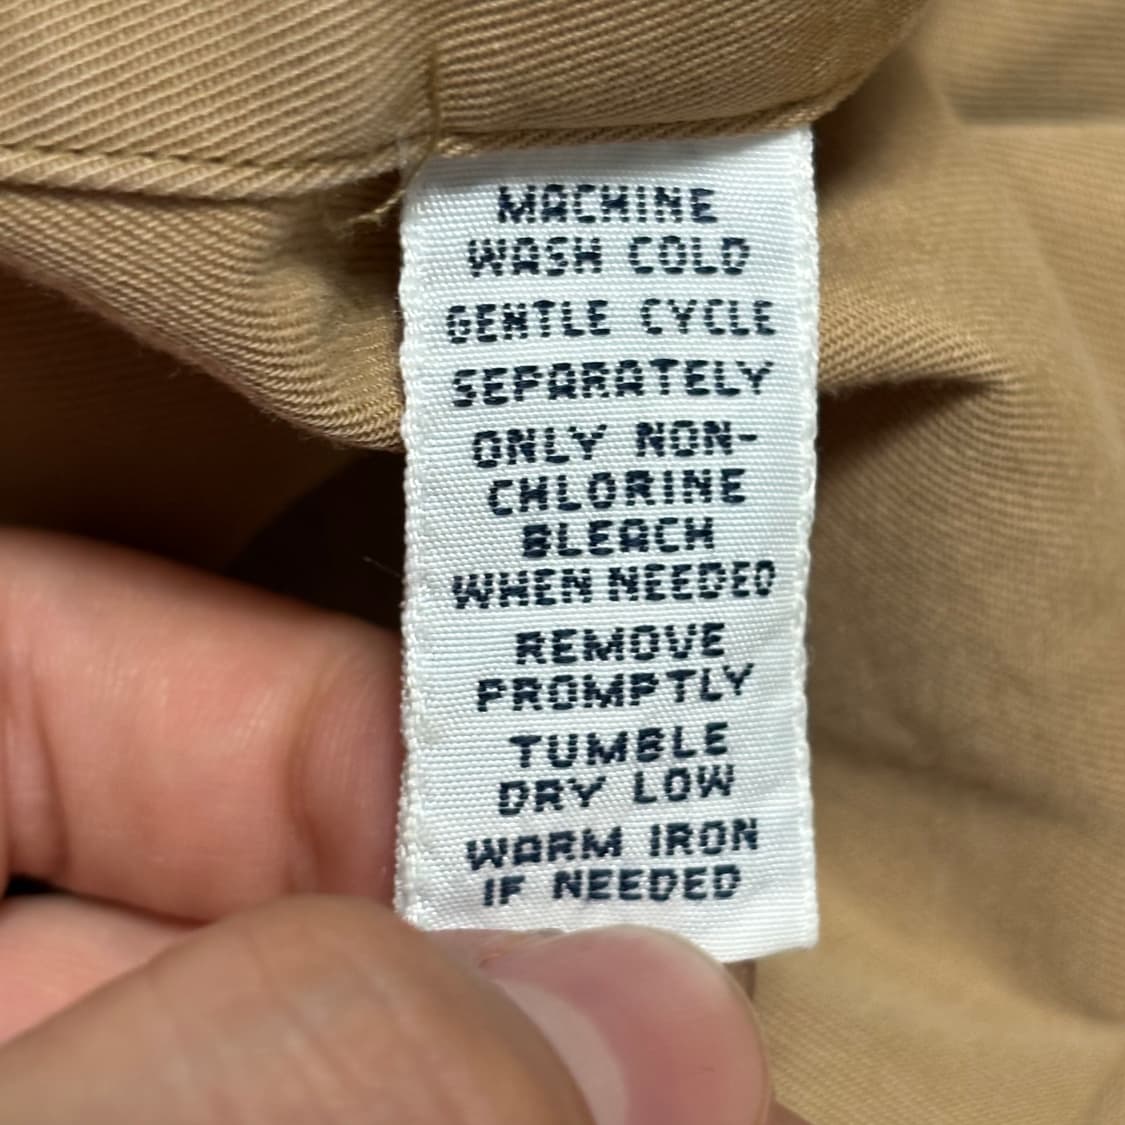 MACHINE
WASH COLD
GENTLE CYCLE
SEPARATELY
ONLY NON-
CHLORINE
BLEACH
WHEN NEEDED
REMOVE
PROMPTLY
TUMBLE
DRY LOW
WARM IRON
IF NEEDED